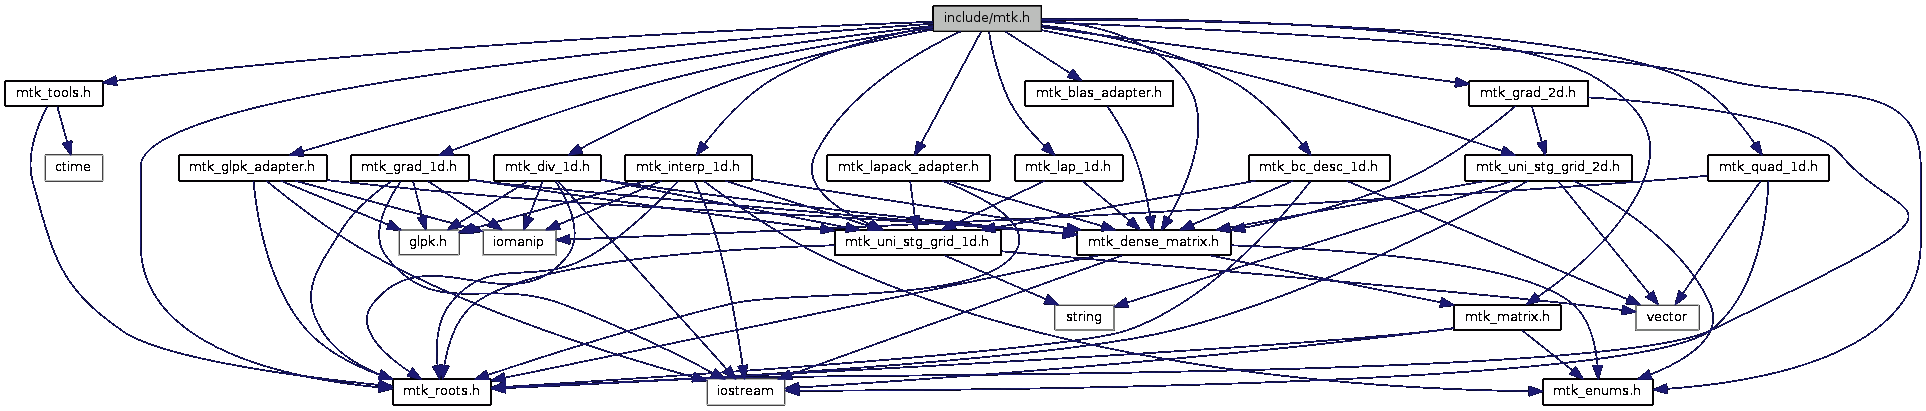 include/mtk.h
mtk_tools.h
mtk_blas_adapter.h
mtk_grad_2d.h
ctime
mtk_glpk_adapter.h
mtk_grad_1d.h
mtk_div_1d.h
mtk_interp_1d.h
mtk_lapack_adapter.h
mtk_lap_1d.h
mtk_bc_desc_1d.h
mtk_uni_stg_grid_2d.h
mtk_quad_1d.h
glpk.h
iomanip
mtk_uni_stg_grid_1d.h
mtk_dense_matrix.h
string
mtk_matrix.h
vector
mtk_roots.h
iostream
mtk_enums.h